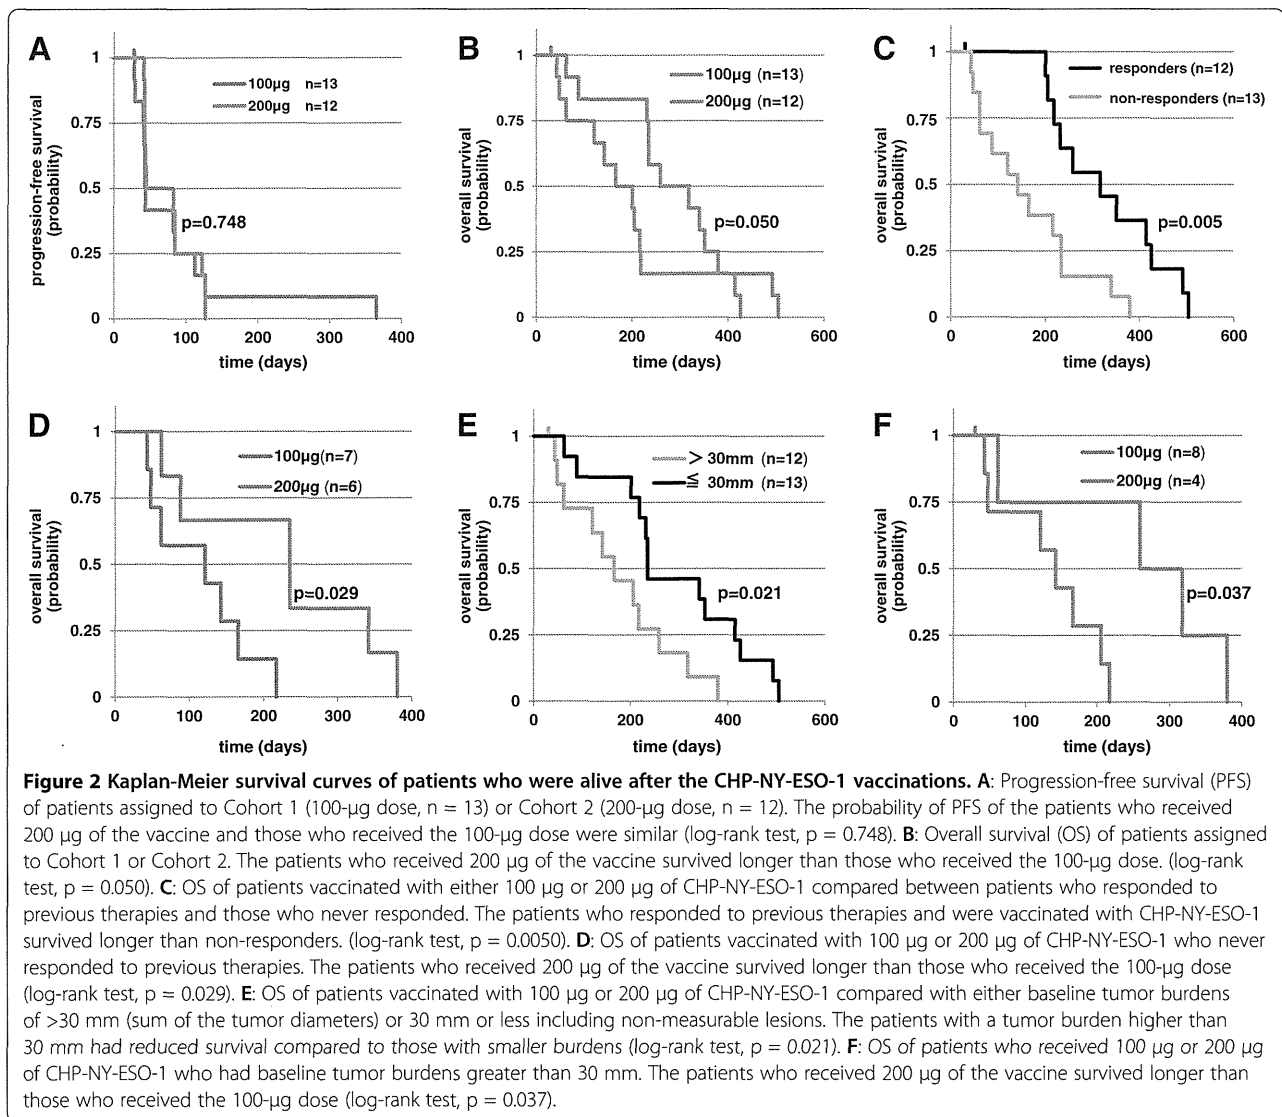 A
progression-free survival
(probability)
1
0.75
0.5
0.25
0
100µg n=13
200µg n=12
p=0.748
0 100 200 300 400
time (days)
B
overall survival
(probability)
1
0.75
0.5
0.25
0
100µg (n=13)
200µg (n=12)
p=0.050
0 200 400 600
time (days)
C
overall survival
(probability)
1
0.75
0.5
0.25
0
responders (n=12)
non-responders (n=13)
p=0.005
0 200 400 600
time (days)
D
overall survival
(probability)
1
0.75
0.5
0.25
0
100µg(n=7)
200µg (n=6)
p=0.029
0 100 200 300 400
time (days)
E
overall survival
(probability)
1
0.75
0.5
0.25
0
> 30mm (n=12)
≦ 30mm (n=13)
p=0.021
0 200 400 600
time (days)
F
overall survival
(probability)
1
0.75
0.5
0.25
0
100µg (n=8)
200µg (n=4)
p=0.037
0 100 200 300 400
time (days)
Figure 2 Kaplan-Meier survival curves of patients who were alive after the CHP-NY-ESO-1 vaccinations. A: Progression-free survival (PFS)
of patients assigned to Cohort 1 (100-µg dose, n = 13) or Cohort 2 (200-µg dose, n = 12). The probability of PFS of the patients who received
200 µg of the vaccine and those who received the 100-µg dose were similar (log-rank test, p = 0.748). B: Overall survival (OS) of patients assigned
to Cohort 1 or Cohort 2. The patients who received 200 µg of the vaccine survived longer than those who received the 100-µg dose. (log-rank
test, p = 0.050). C: OS of patients vaccinated with either 100 µg or 200 µg of CHP-NY-ESO-1 compared between patients who responded to
previous therapies and those who never responded. The patients who responded to previous therapies and were vaccinated with CHP-NY-ESO-1
survived longer than non-responders. (log-rank test, p = 0.0050). D: OS of patients vaccinated with 100 µg or 200 µg of CHP-NY-ESO-1 who never
responded to previous therapies. The patients who received 200 µg of the vaccine survived longer than those who received the 100-µg dose
(log-rank test, p = 0.029). E: OS of patients vaccinated with 100 µg or 200 µg of CHP-NY-ESO-1 compared with either baseline tumor burdens
of >30 mm (sum of the tumor diameters) or 30 mm or less including non-measurable lesions. The patients with a tumor burden higher than
30 mm had reduced survival compared to those with smaller burdens (log-rank test, p = 0.021). F: OS of patients who received 100 µg or 200 µg
of CHP-NY-ESO-1 who had baseline tumor burdens greater than 30 mm. The patients who received 200 µg of the vaccine survived longer than
those who received the 100-µg dose (log-rank test, p = 0.037).